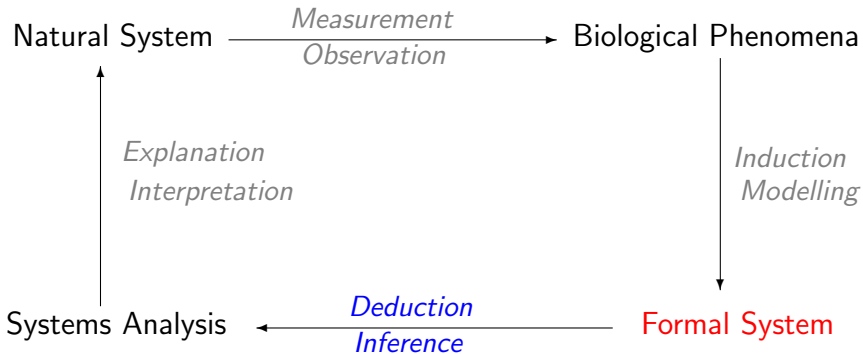 Natural System
Measurement
Observation
Biological Phenomena
Explanation
Interpretation
Induction
Modelling
Systems Analysis
Deduction
Inference
Formal System